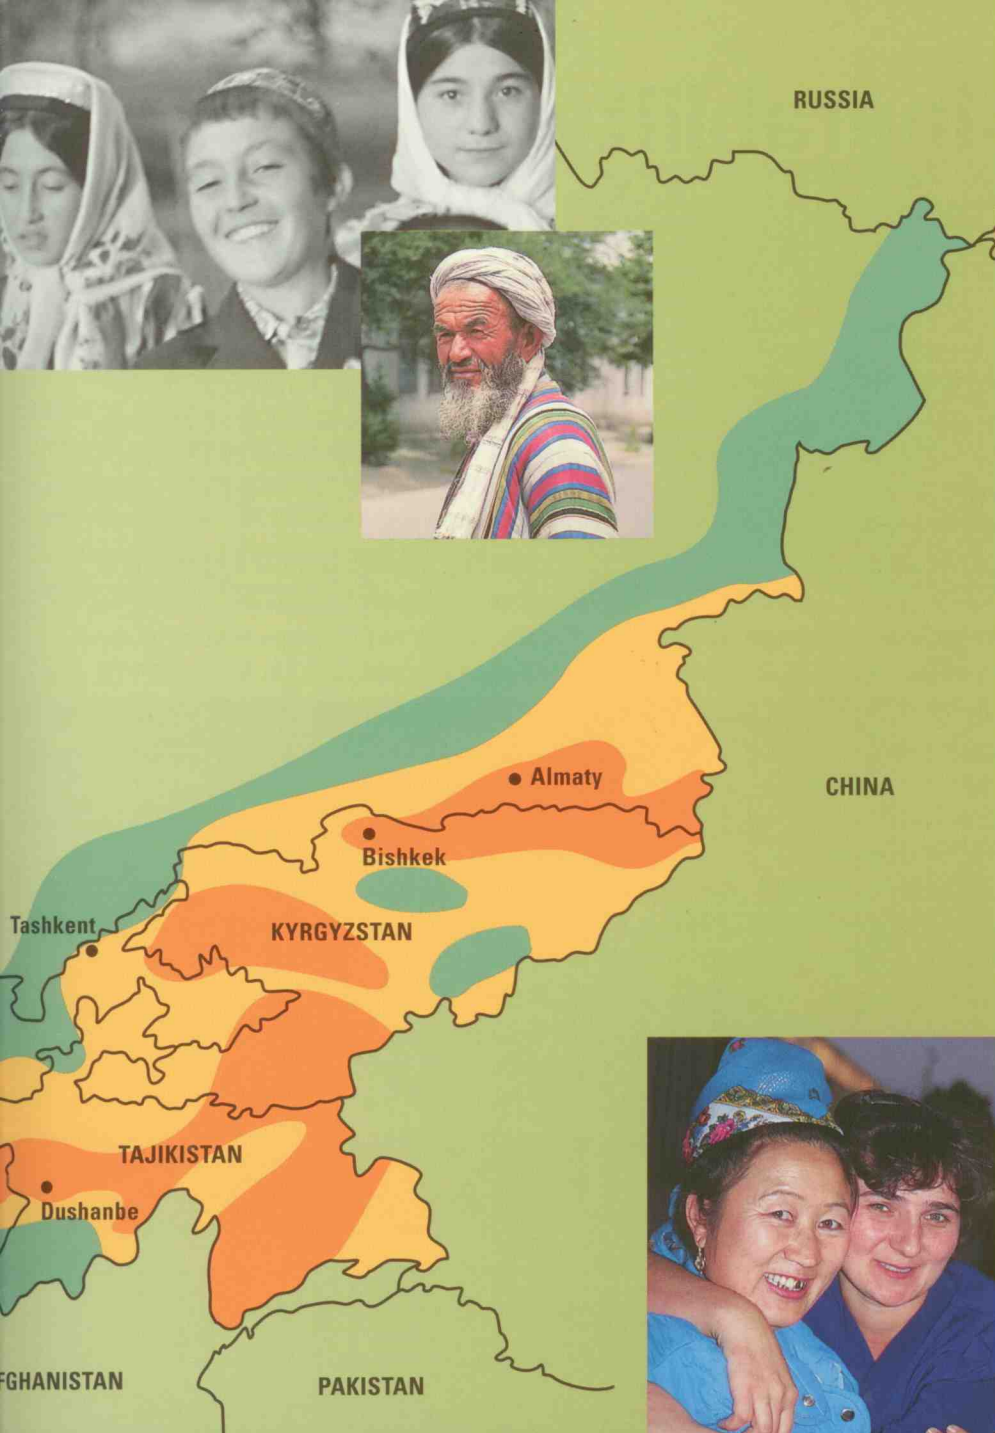 RUSSIA
Almaty
CHINA
Bishkek
Tashkent
KYRGYZSTAN
TAJIKISTAN
Dushanbe
FGHANISTAN
PAKISTAN